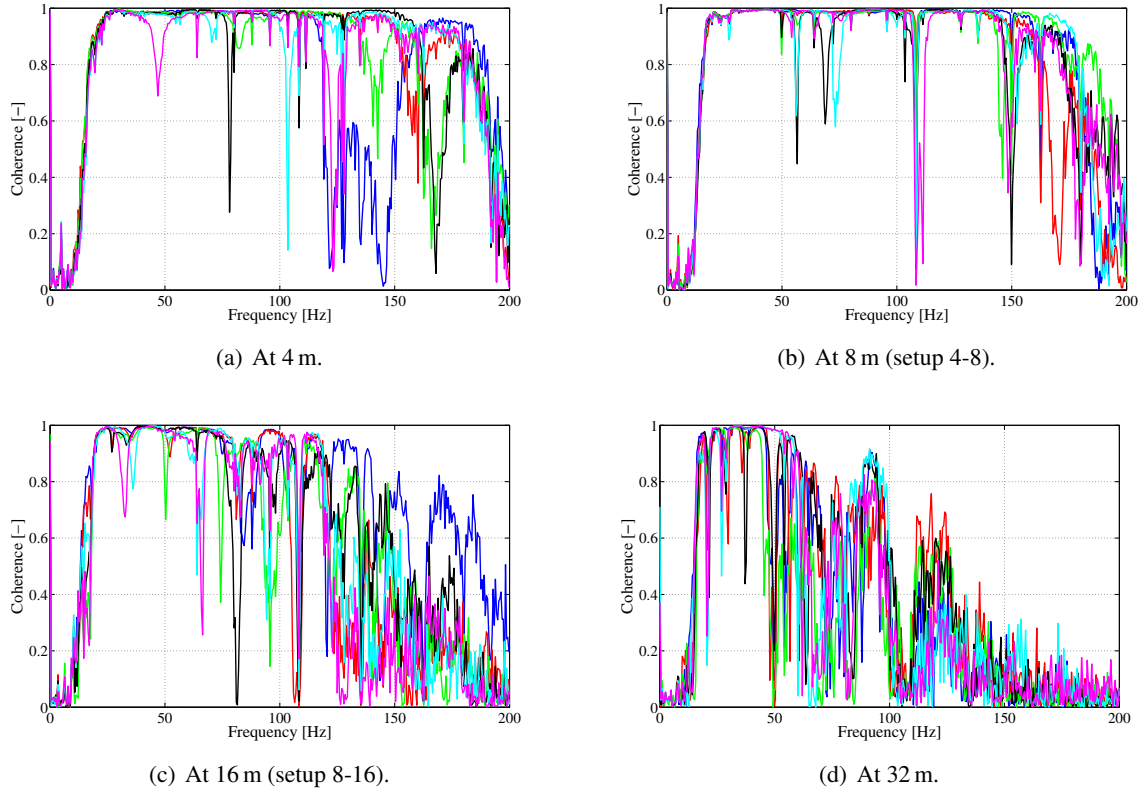 1
0.8
0.6
0.4
0.2
0
Coherence [−]
0 50 100 150 200
Frequency [Hz]
(a) At 4 m.
1
0.8
0.6
0.4
0.2
0
Coherence [−]
0 50 100 150 200
Frequency [Hz]
(b) At 8 m (setup 4-8).
1
0.8
0.6
0.4
0.2
0
Coherence [−]
0 50 100 150 200
Frequency [Hz]
(c) At 16 m (setup 8-16).
1
0.8
0.6
0.4
0.2
0
Coherence [−]
0 50 100 150 200
Frequency [Hz]
(d) At 32 m.